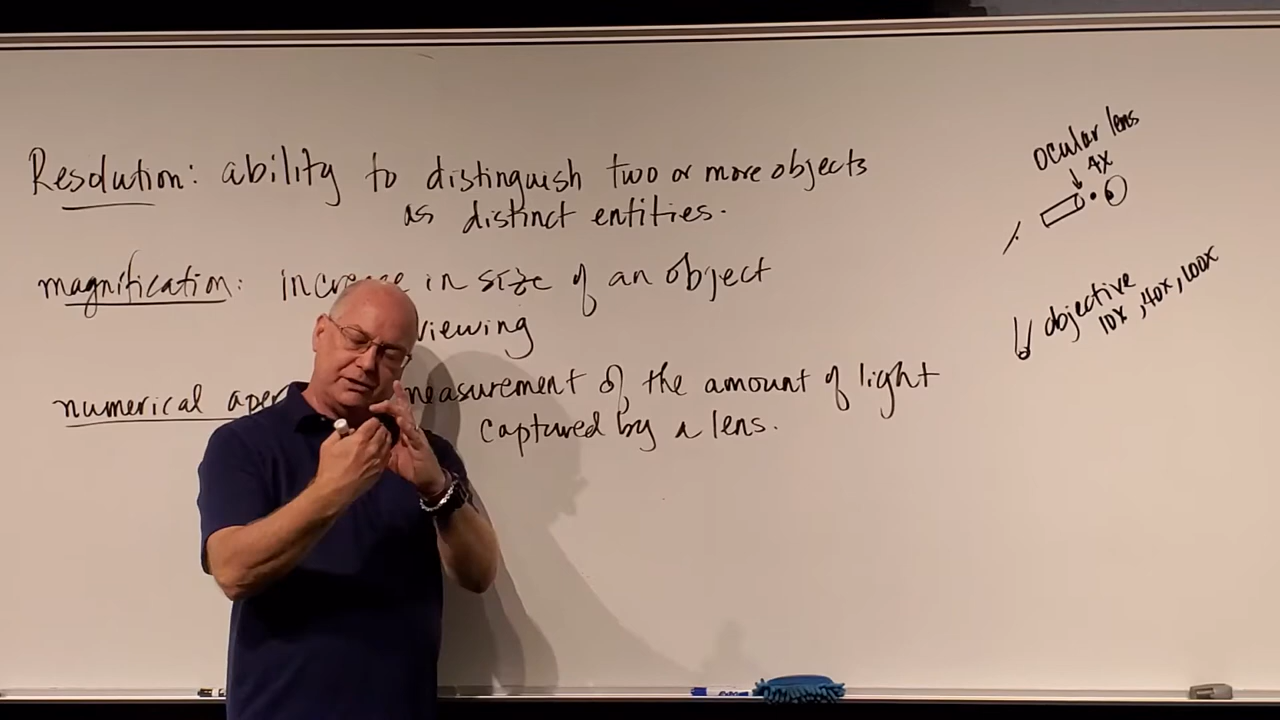 Resolution: ability to distinguish two or more objects
as distinct entities.
magnification: increase in size of an object
viewing
numerical aper
measurement of the amount of light
captured by a lens.
ocular lens
4x
objective
10x, 40x, 100x